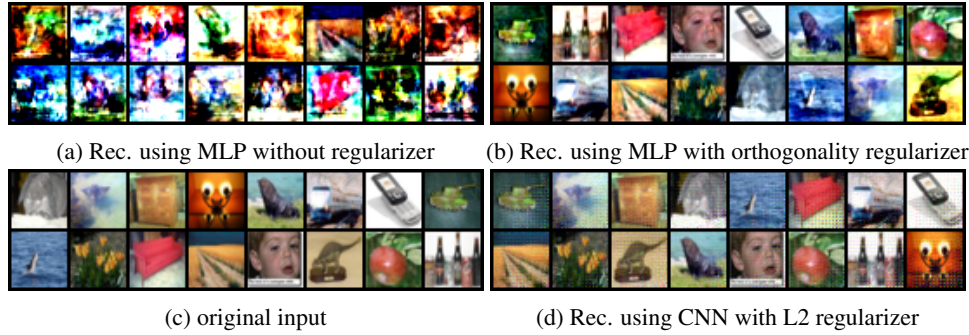 (a) Rec. using MLP without regularizer
(b) Rec. using MLP with orthogonality regularizer
(c) original input
(d) Rec. using CNN with L2 regularizer